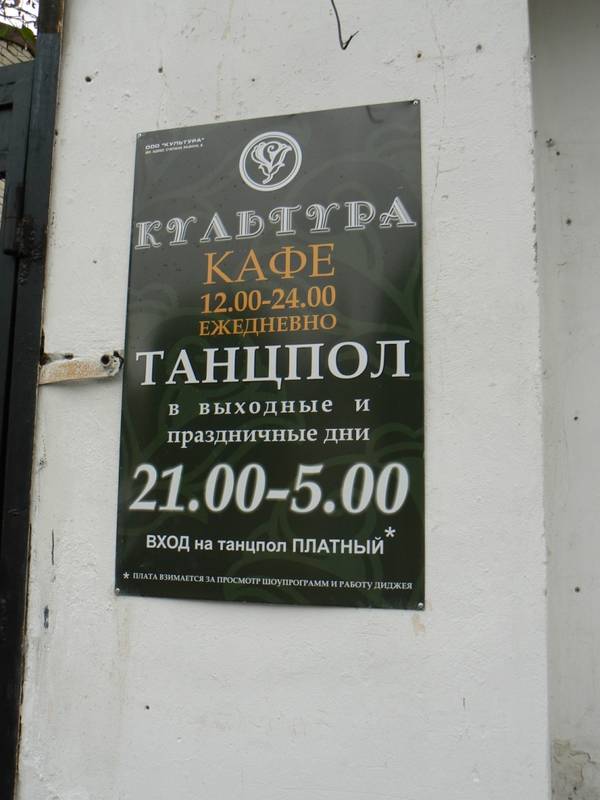 ООО "КУЛЬТУРА"
КУЛЬТУРА
КАФЕ
12.00-24.00
ЕЖЕДНЕВНО
ТАНЦПОЛ
в выходные и
праздничные дни
21.00-5.00
ВХОД на танцпол ПЛАТНЫЙ*
* ПЛАТА ВЗИМАЕТСЯ ЗА ПРОСМОТР ШОУПРОГРАММ И РАБОТУ ДИДЖЕЯ